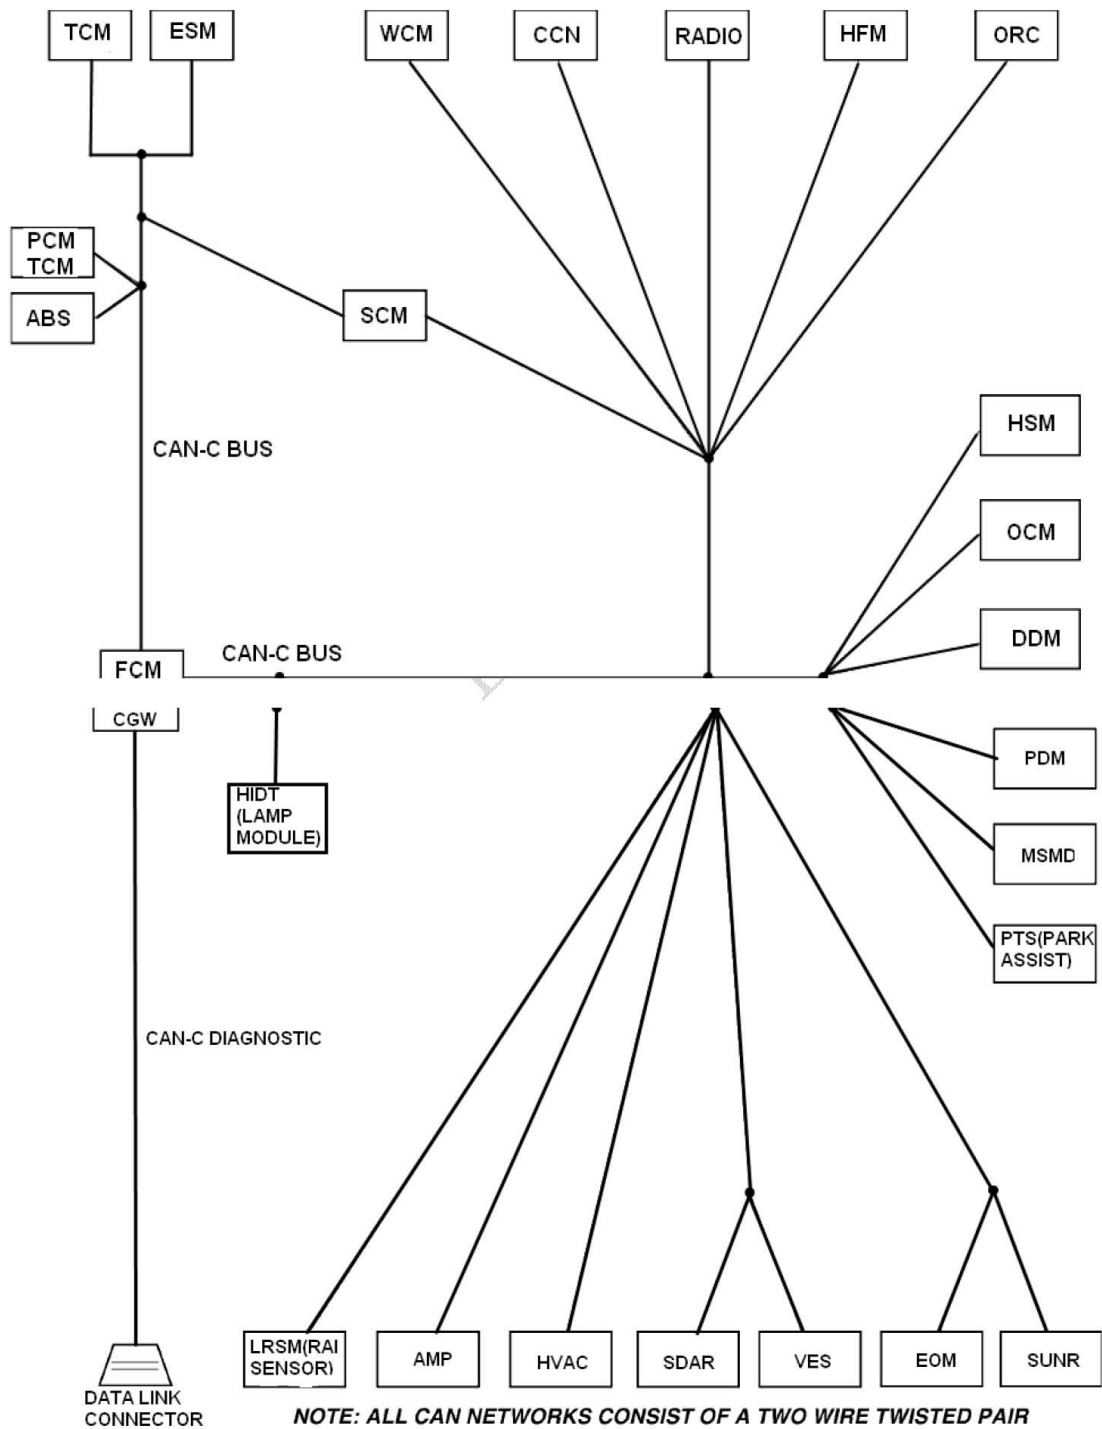 TCM
ESM
WCM
CCN
RADIO
HFM
ORC
PCM
TCM
ABS
SCM
HSM
CAN-C BUS
OCM
DDM
CAN-C BUS
FCM
CGW
PDM
HIDT
(LAMP
MODULE)
MSMD
PTS(PARK
ASSIST)
CAN-C DIAGNOSTIC
LRSM(RAI
SENSOR)
AMP
HVAC
SDAR
VES
EOM
SUNR
DATA LINK
CONNECTOR
NOTE: ALL CAN NETWORKS CONSIST OF A TWO WIRE TWISTED PAIR